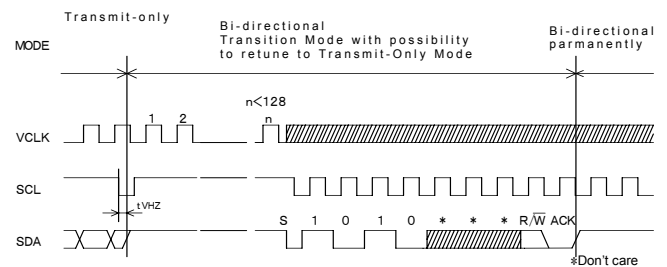 Transmit-only
Bi-directional
Transition Mode with possibility
to retune to Transmit-Only Mode
Bi-directional
parmanently
MODE
n<128
1 2 n
VCLK
SCL
tVHZ
S 1 0 1 0 * * * R/W ACK
SDA
*Don't care